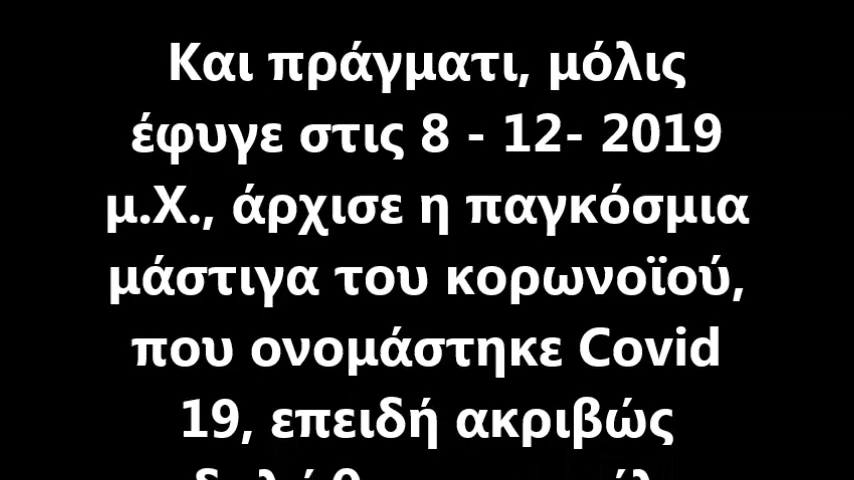 Και πράγματι, μόλις
έφυγε στις 8 - 12- 2019
μ.Χ., άρχισε η παγκόσμια
μάστιγα του κορωνοϊού,
που ονομάστηκε Covid
19, επειδή ακριβώς